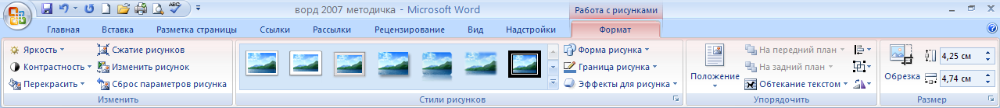 ворд 2007 методичка - Microsoft Word
Работа с рисунками
Главная Вставка Разметка страницы Ссылки Рассылки Рецензирование Вид Надстройки Формат
Яркость Сжатие рисунков Форма рисунка На передний план 4,25 см
Контрастность Изменить рисунок Граница рисунка Положение На задний план Обрезка
Перекрасить Сброс параметров рисунка Эффекты для рисунка Обтекание текстом 4,74 см
Изменить Стили рисунков Упорядочить Размер